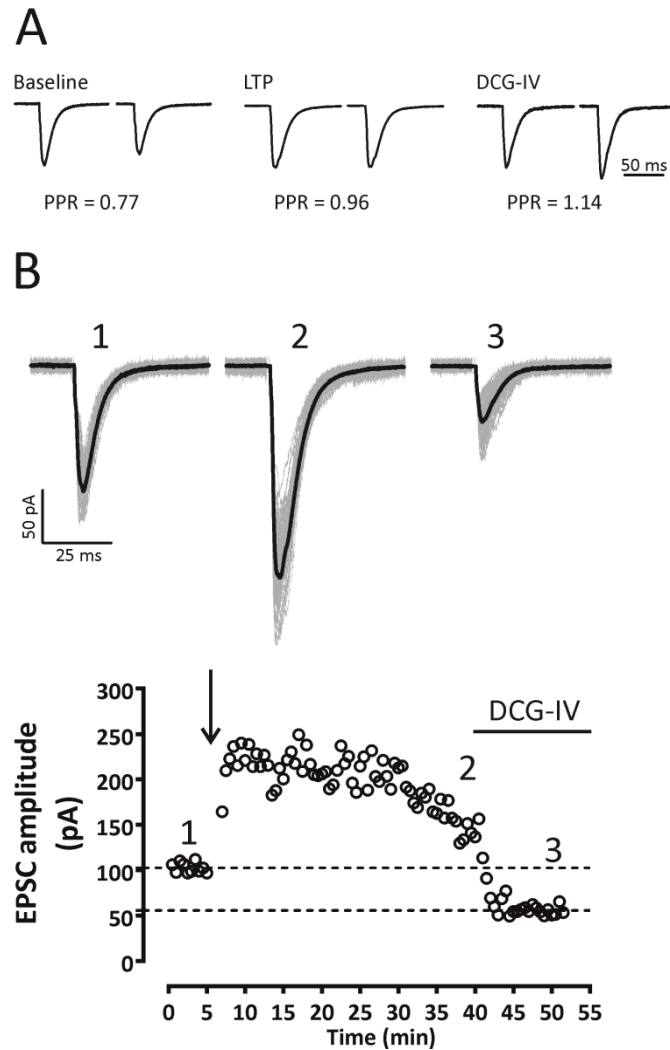 A
Baseline LTP DCG-IV
50 ms
PPR = 0.77 PPR = 0.96 PPR = 1.14
B
1 2 3
50 pA
25 ms
300
250
200
150
100
50
0
EPSC amplitude
(pA)
DCG-IV
1 2 3
0 5 10 15 20 25 30 35 40 45 50 55
Time (min)